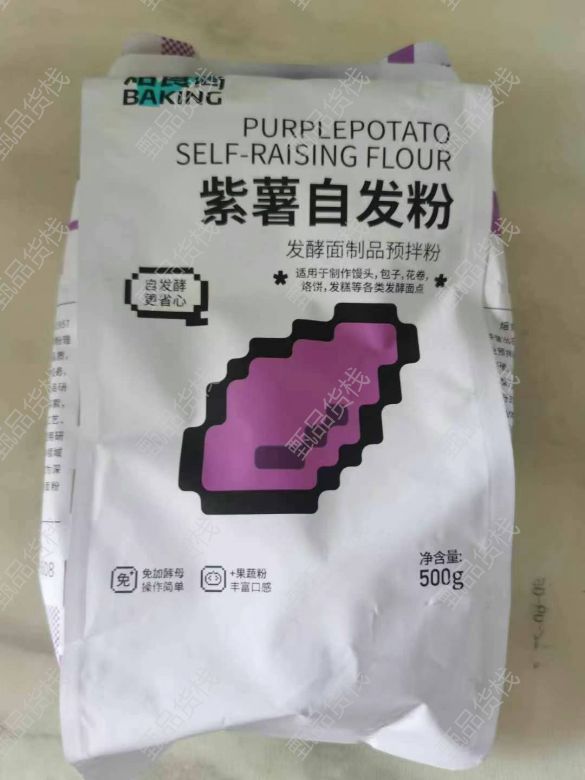 BAKING
PURPLEPOTATO
SELF-RAISING FLOUR
紫薯自发粉
发酵面制品预拌粉
*适用于制作馒头,包子,花卷,*
烙饼,发糕等各类发酵面点
自发酵
更省心
免+
免加酵母
操作简单
+果蔬粉
丰富口感
净含量:
500g
甄品货栈